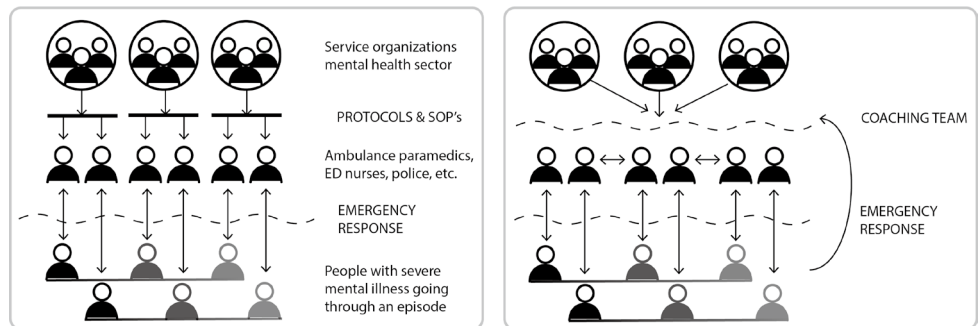 Service organizations
mental health sector
PROTOCOLS & SOP's
Ambulance paramedics,
ED nurses, police, etc.
EMERGENCY
RESPONSE
People with severe
mental illness going
through an episode
COACHING TEAM
EMERGENCY
RESPONSE